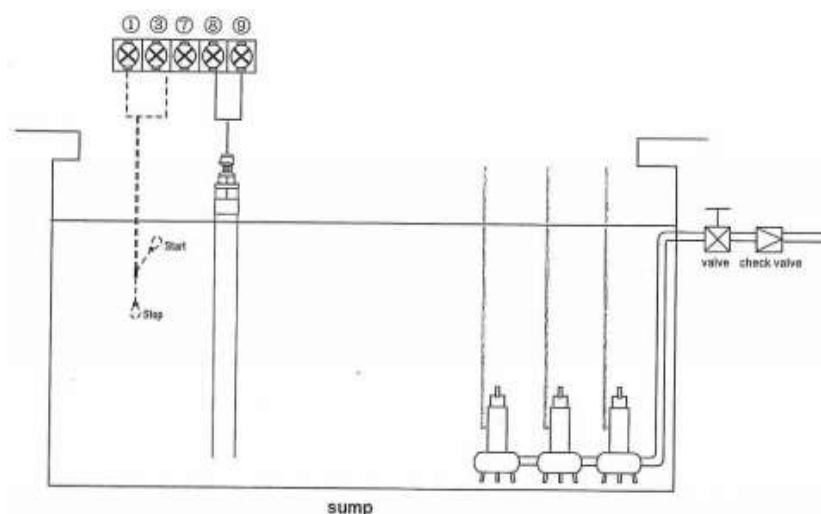 ① ③ ⑦ ⑧ ⑨
Start
Stop
valve check valve
sump